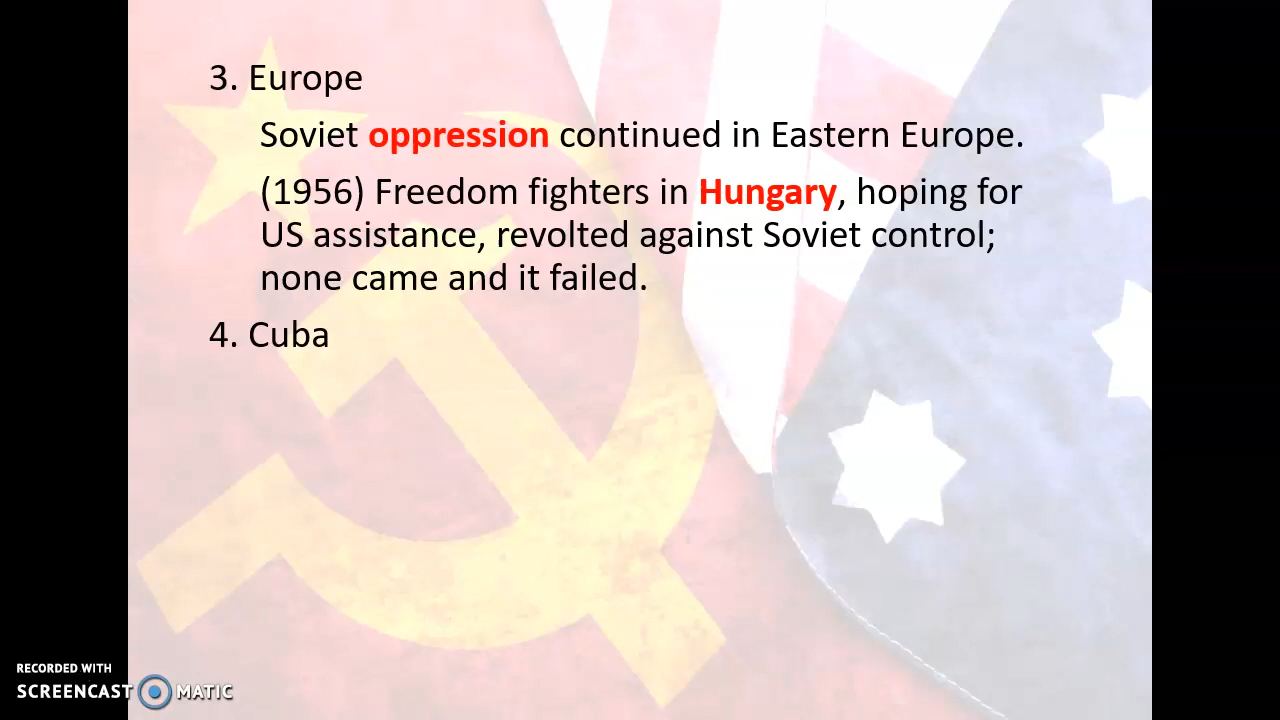 3. Europe
Soviet oppression continued in Eastern Europe.
(1956) Freedom fighters in Hungary, hoping for
US assistance, revolted against Soviet control;
none came and it failed.
4. Cuba
RECORDED WITH
SCREENCAST MATIC